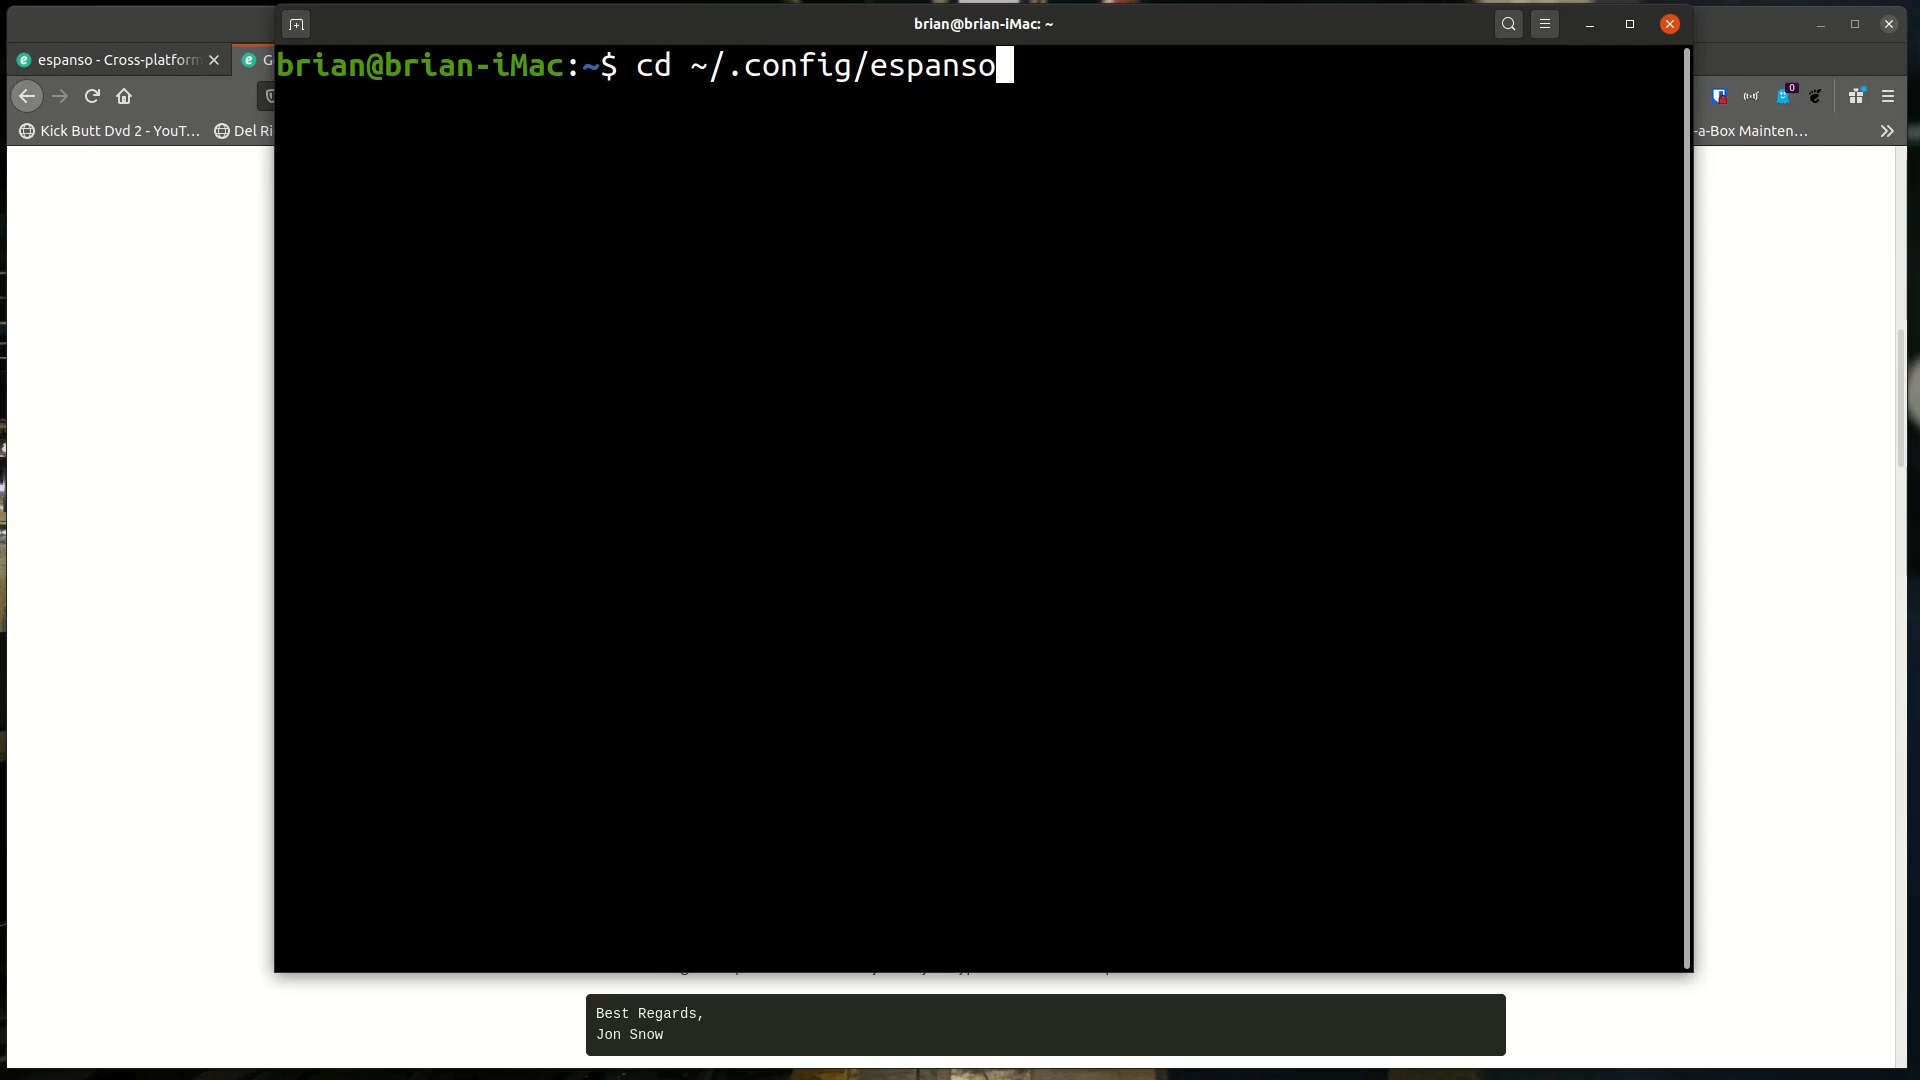 brian@brian-iMac: ~
espanso - Cross-platform
brian@brian-iMac:~$ cd ~/.config/espanso
0
Kick Butt Dvd 2 - YouT…
Del Ri
-a-Box Mainten…
Best Regards,
Jon Snow